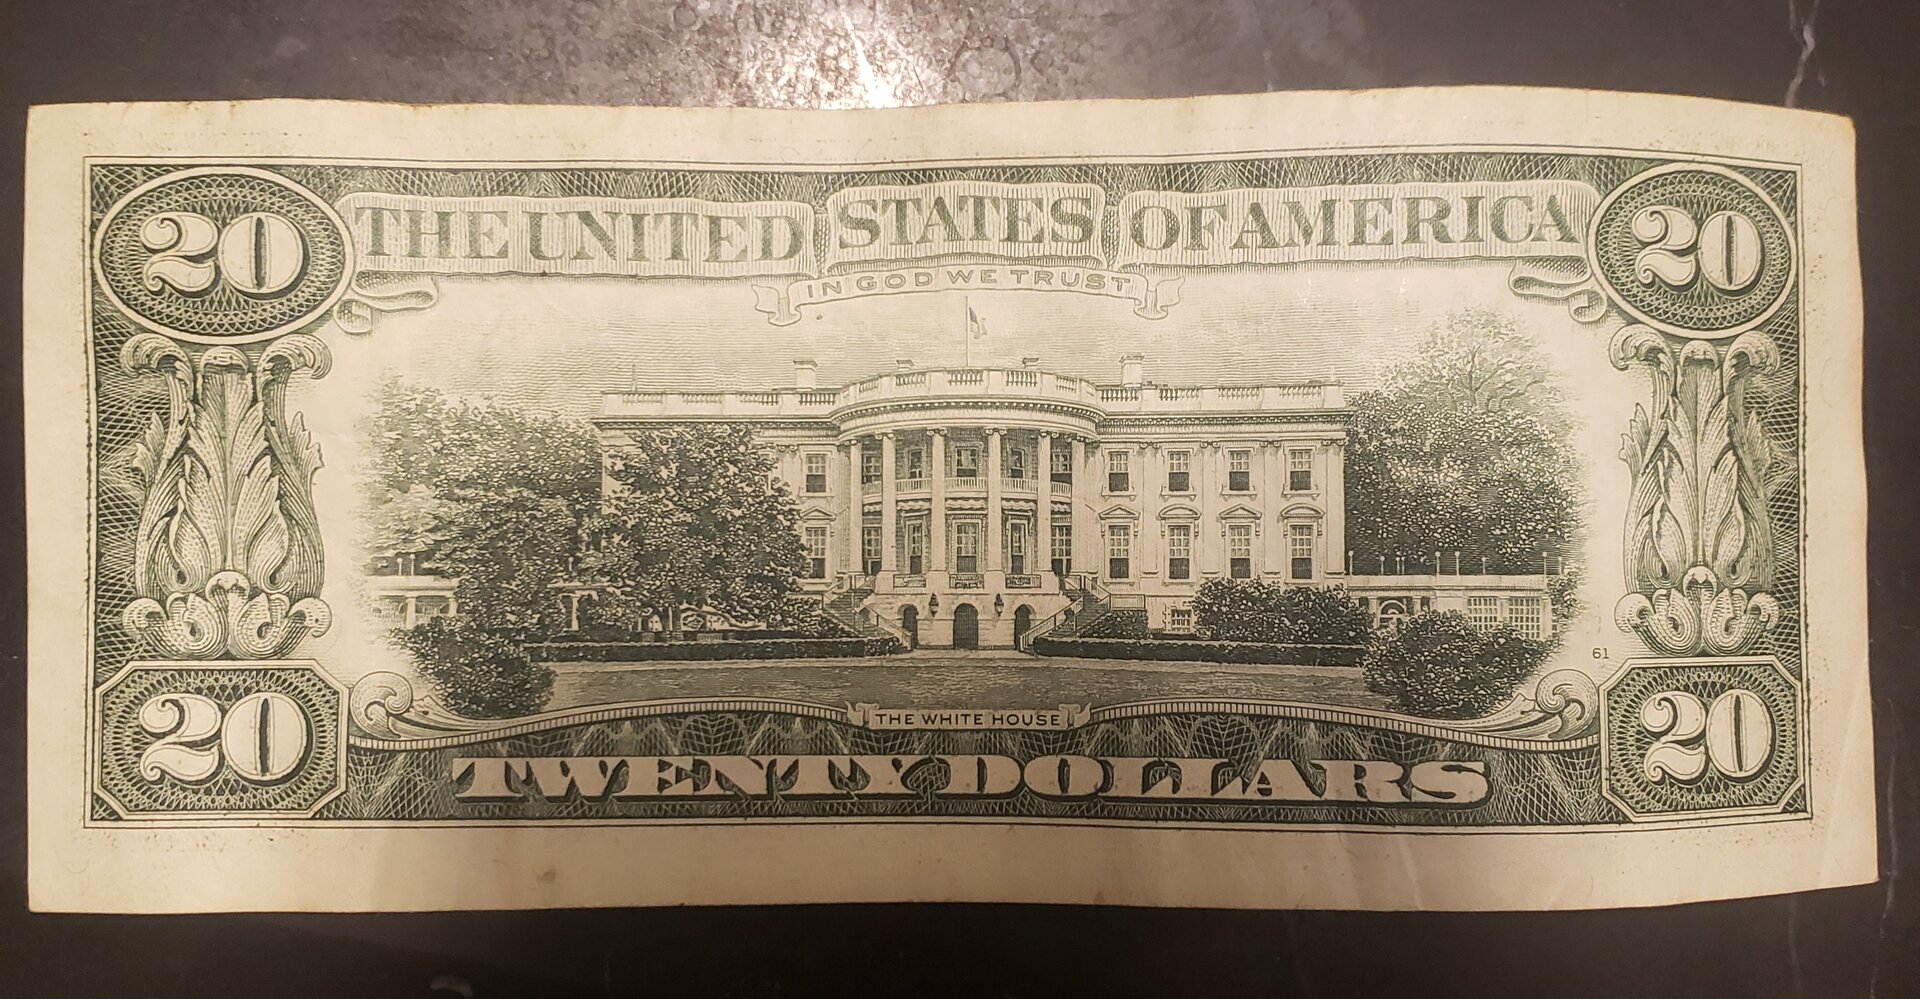 20 THE UNITED STATES OF AMERICA 20
IN GOD WE TRUST
61
THE WHITE HOUSE
20 TWENTY DOLLARS 20